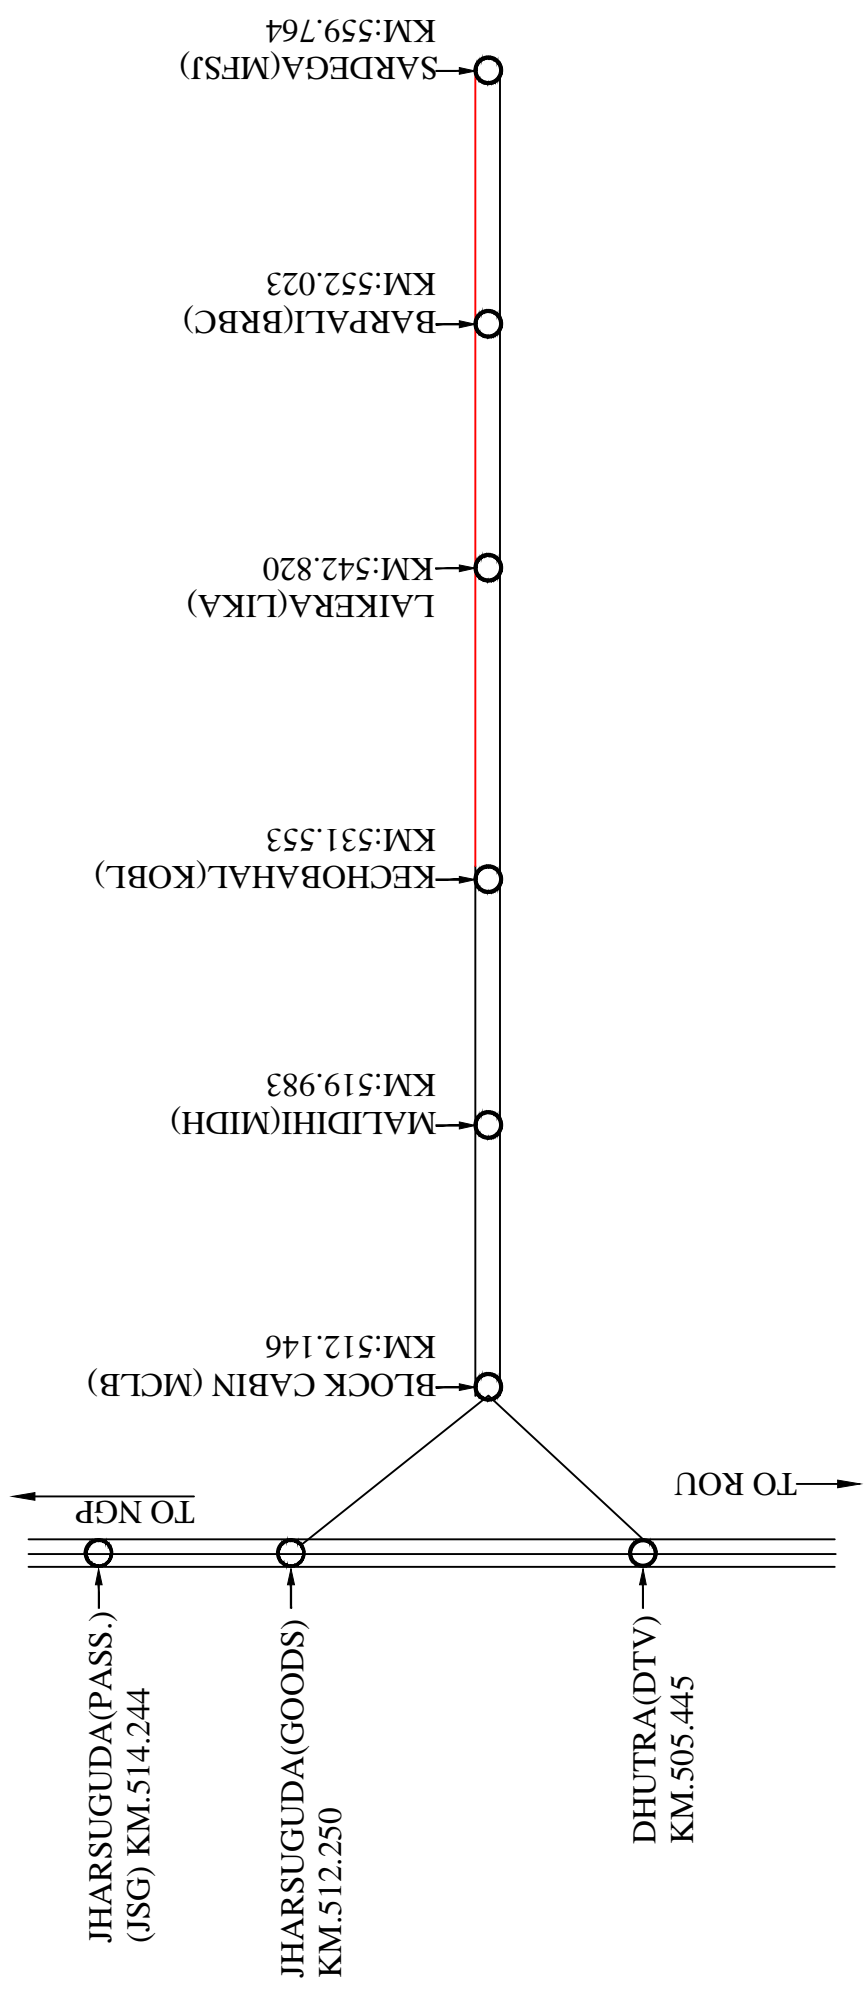 SARDEGA(MFSJ)
KM:559.764
BARPALI(BRBC)
KM:552.023
LAIKERA(LIKA)
KM:542.820
KECHOBAHAL(KOBL)
KM:531.553
MALIDIHI(MIDH)
KM:519.983
BLOCK CABIN (MCLB)
KM:512.146
TO NGP
TO ROU
JHARSUGUDA(PASS.)
(JSG) KM.514.244
JHARSUGUDA(GOODS)
KM.512.250
DHUTRA(DTV)
KM.505.445